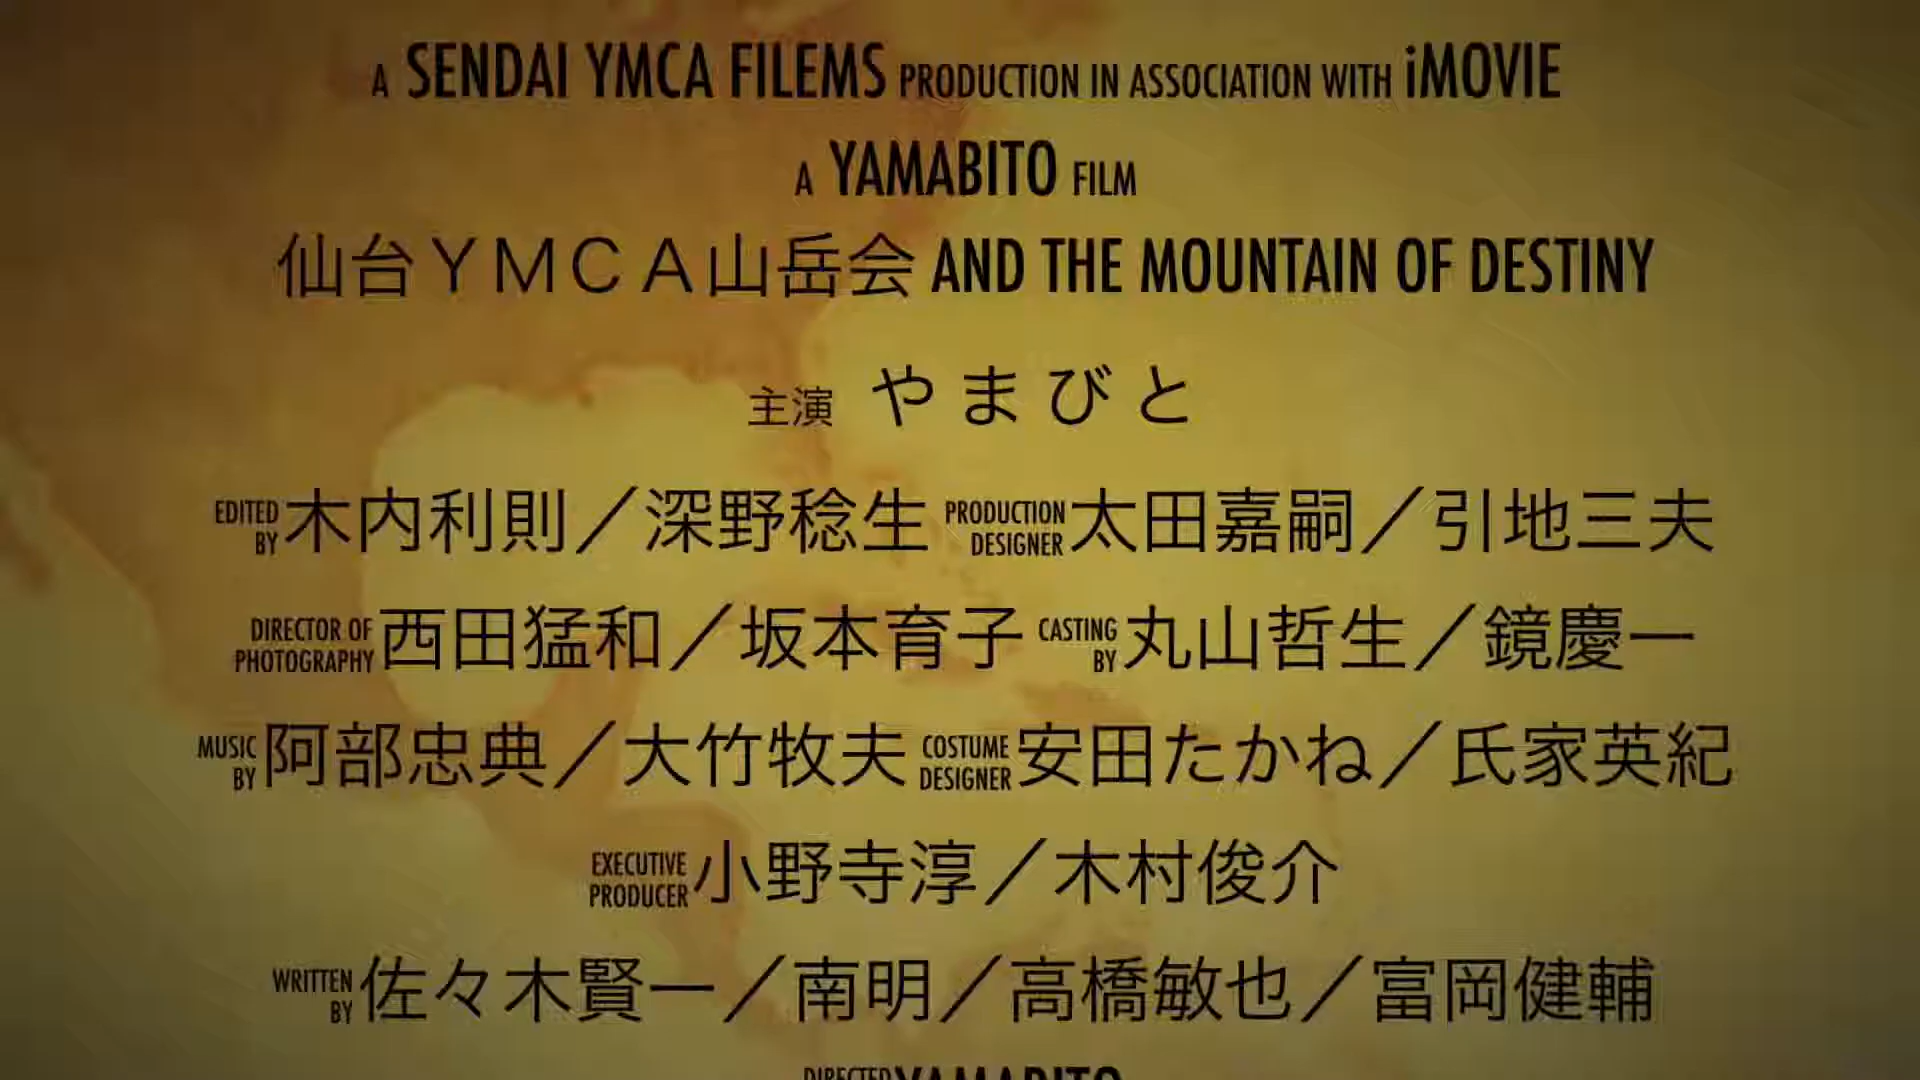 A SENDAI YMCA FILEMS PRODUCTION IN ASSOCIATION WITH iMOVIE
A YAMABITO FILM
仙台ＹＭＣＡ山岳会 AND THE MOUNTAIN OF DESTINY
主演 やまびと
EDITED BY 木内利則／深野稔生 PRODUCTION DESIGNER 太田嘉嗣／引地三夫
DIRECTOR OF PHOTOGRAPHY 西田猛和／坂本育子 CASTING BY 丸山哲生／鏡慶一
MUSIC BY 阿部忠典／大竹牧夫 COSTUME DESIGNER 安田たかね／氏家英紀
EXECUTIVE PRODUCER 小野寺淳／木村俊介
WRITTEN BY 佐々木賢一／南明／高橋敏也／富岡健輔
DIRECTED YAMABITO